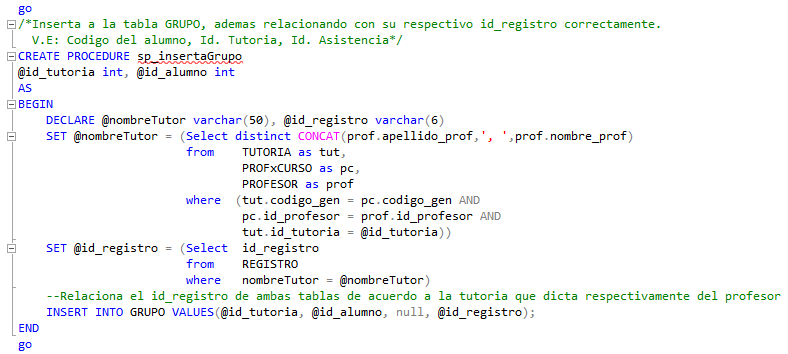 go
/*Inserta a la tabla GRUPO, ademas relacionando con su respectivo id_registro correctamente.
V.E: Codigo del alumno, Id. Tutoria, Id. Asistencia*/
CREATE PROCEDURE sp_insertaGrupo
@id_tutoria int, @id_alumno int
AS
BEGIN
DECLARE @nombreTutor varchar(50), @id_registro varchar(6)
SET @nombreTutor = (Select distinct CONCAT(prof.apellido_prof,', ',prof.nombre_prof)
from TUTORIA as tut,
PROFxCURSO as pc,
PROFESOR as prof
where (tut.codigo_gen = pc.codigo_gen AND
pc.id_profesor = prof.id_profesor AND
tut.id_tutoria = @id_tutoria))
SET @id_registro = (Select id_registro
from REGISTRO
where nombreTutor = @nombreTutor)
--Relaciona el id_registro de ambas tablas de acuerdo a la tutoria que dicta respectivamente del profesor
INSERT INTO GRUPO VALUES(@id_tutoria, @id_alumno, null, @id_registro);
END
go